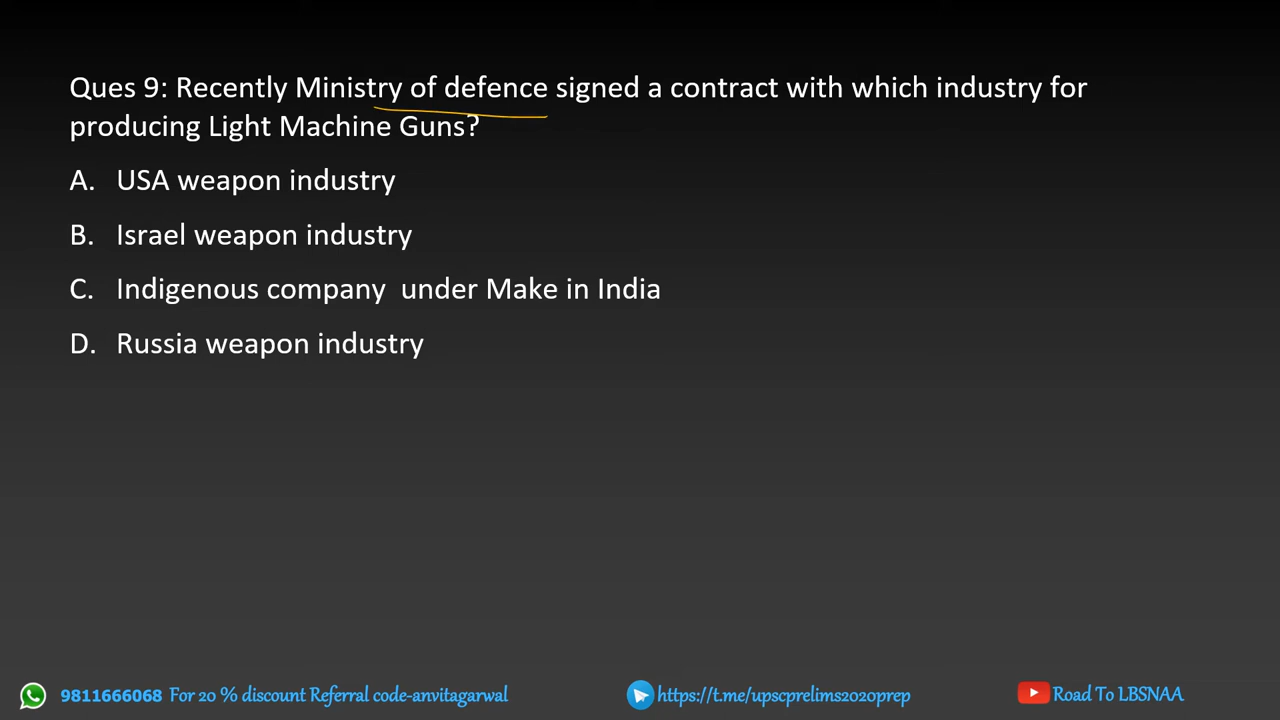 Ques 9: Recently Ministry of defence signed a contract with which industry for
producing Light Machine Guns?
A. USA weapon industry
B. Israel weapon industry
C. Indigenous company under Make in India
D. Russia weapon industry
9811666068 For 20 % discount Referral code-anvitagarwal https://t.me/upscprelims2020prep Road To LBSNAA